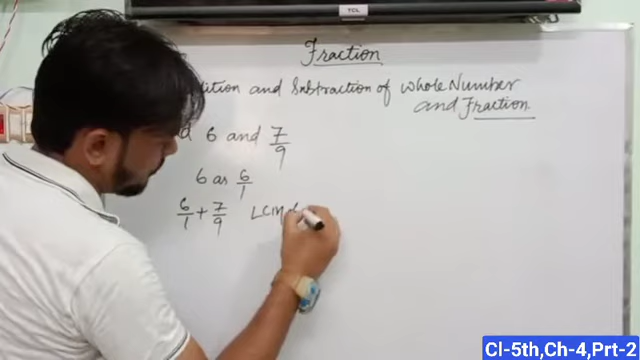 TCL
Fraction
dition and Subtraction of whole Number
and Fraction
d 6 and 7/9
6 as 6/1
6/1 + 7/9 LCM
Cl-5th,Ch-4,Prt-2